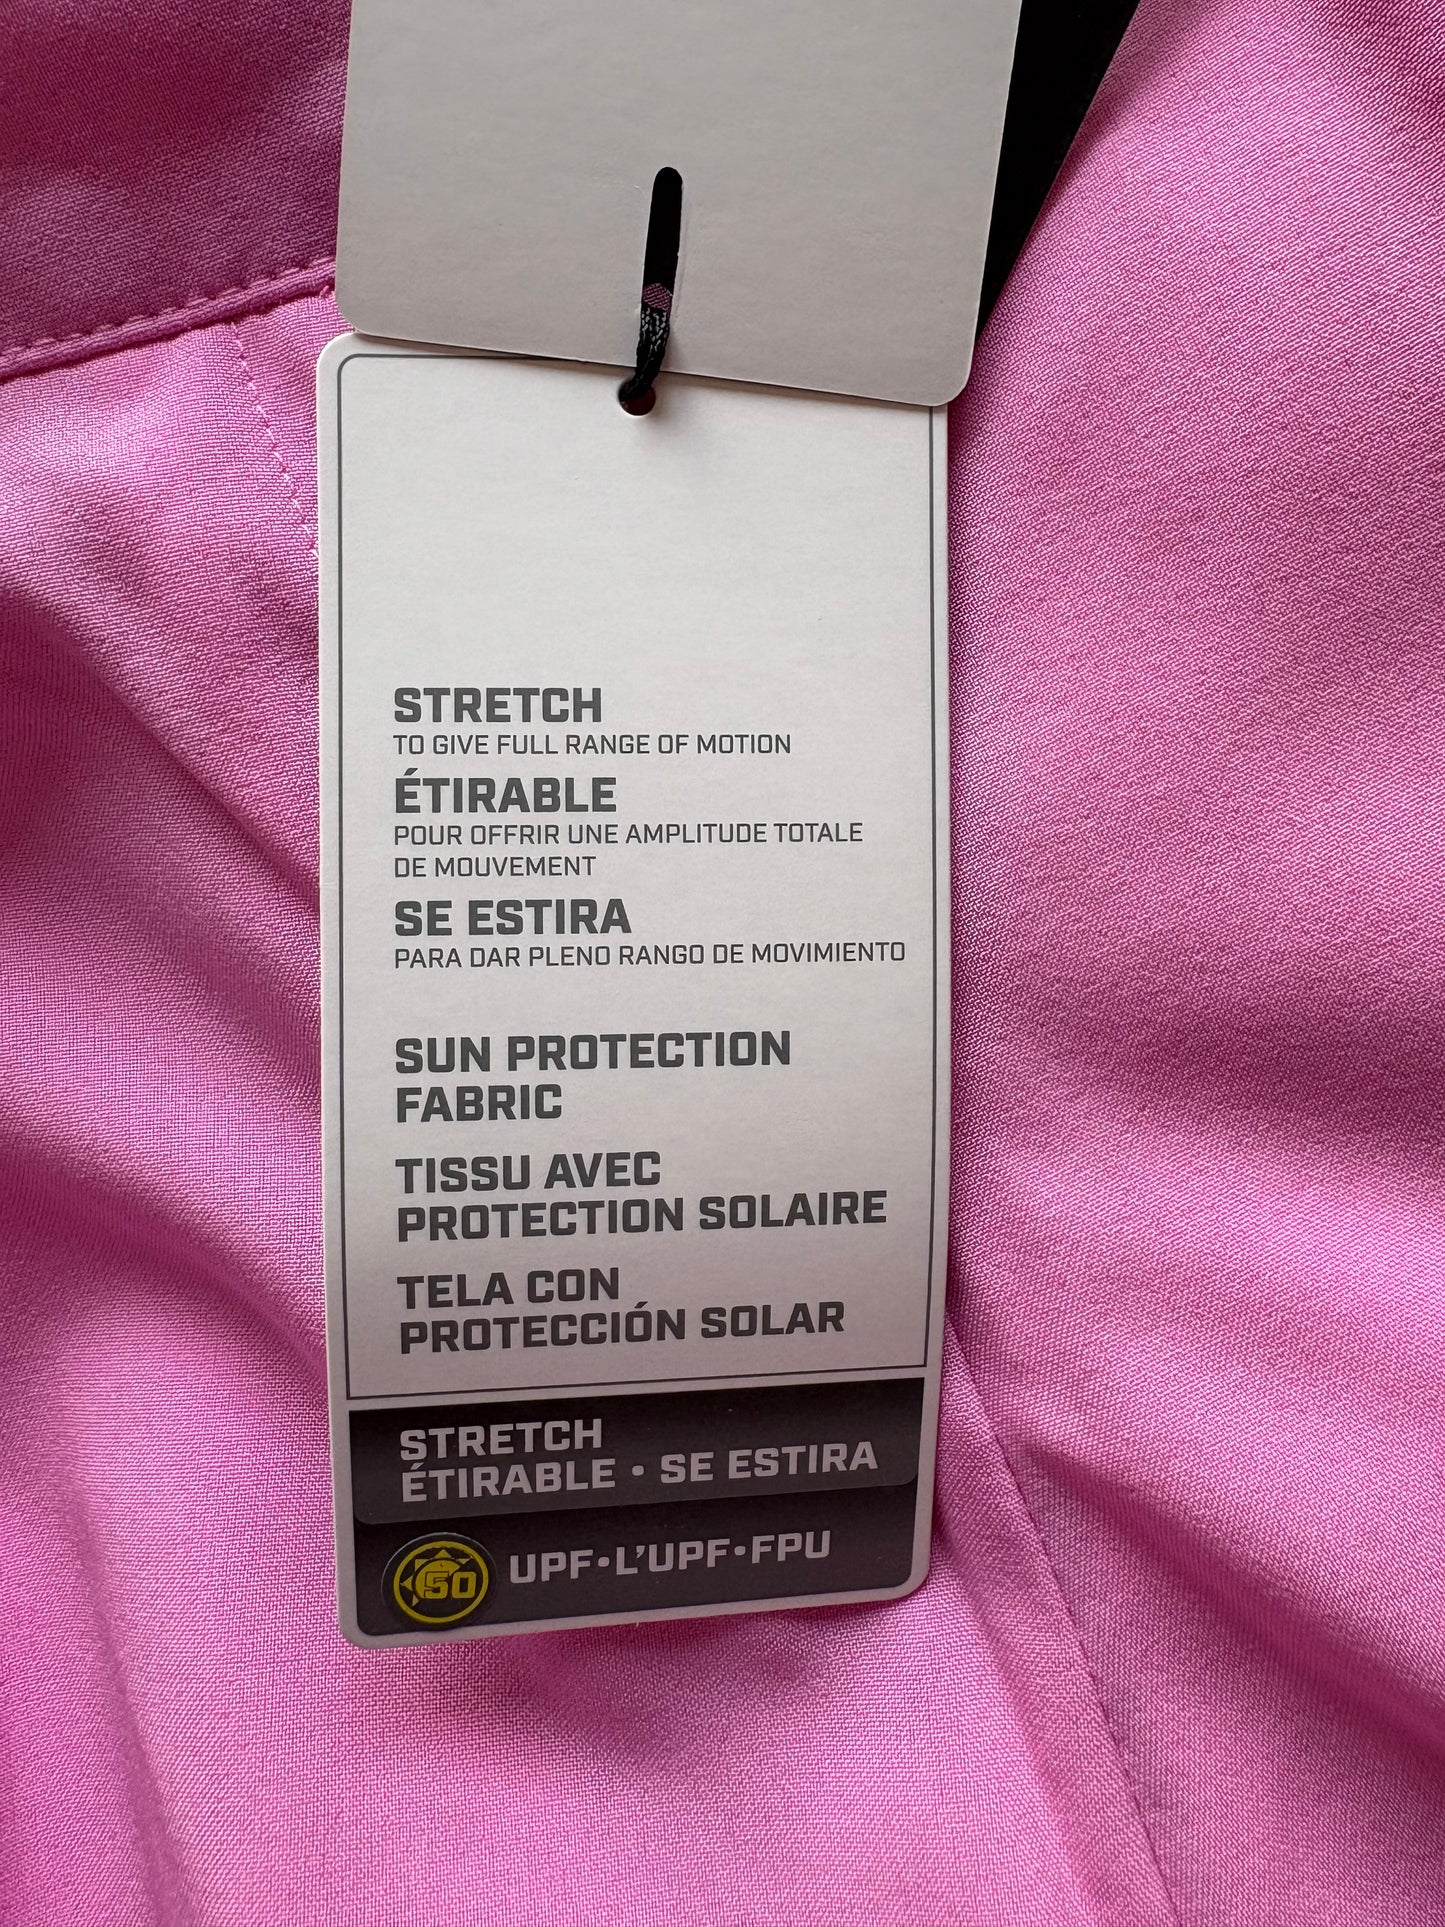 STRETCH
TO GIVE FULL RANGE OF MOTION
ÉTIRABLE
POUR OFFRIR UNE AMPLITUDE TOTALE
DE MOUVEMENT
SE ESTIRA
PARA DAR PLENO RANGO DE MOVIMIENTO
SUN PROTECTION
FABRIC
TISSU AVEC
PROTECTION SOLAIRE
TELA CON
PROTECCIÓN SOLAR
STRETCH
ÉTIRABLE • SE ESTIRA
50 UPF•L'UPF•FPU